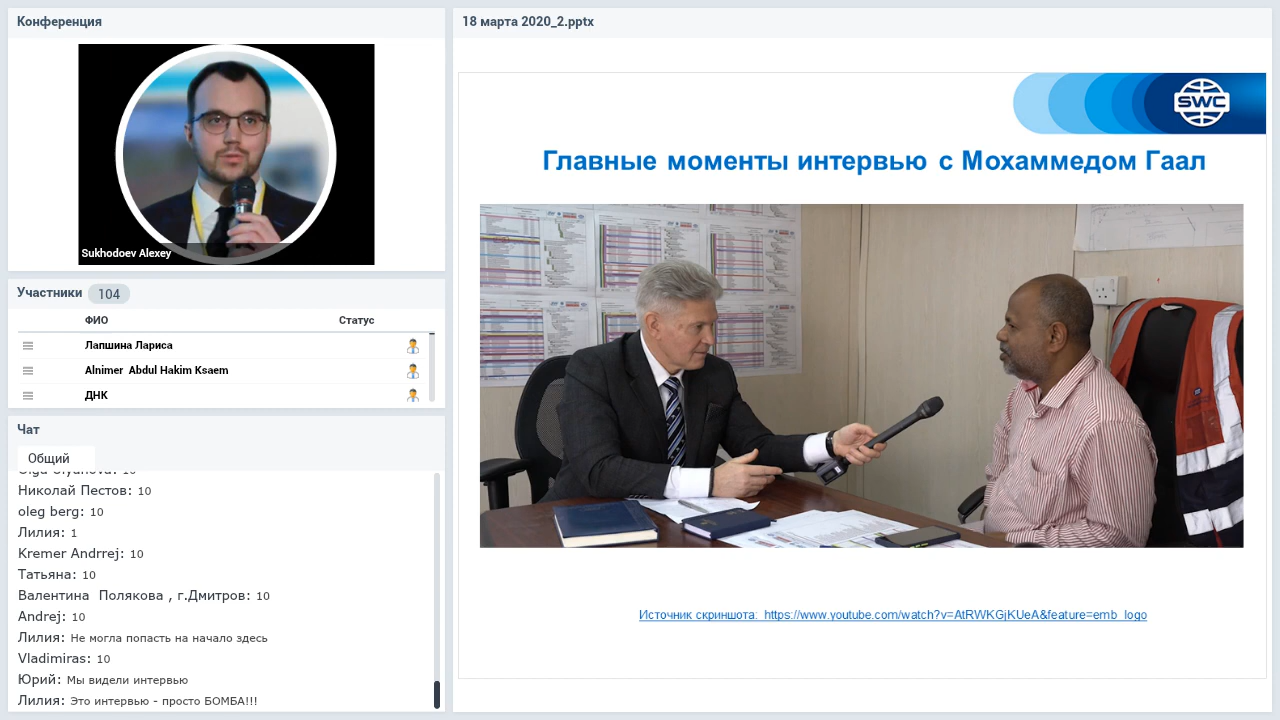 Конференция
Sukhodoev Alexey
Участники 104
ФИО Статус
Лапшина Лариса
Alnimer Abdul Hakim Ksaem
ДНК
Чат
Общий
Николай Пестов: 10
oleg berg: 10
Лилия: 1
Kremer Andrrej: 10
Татьяна: 10
Валентина Полякова , г.Дмитров: 10
Andrej: 10
Лилия: Не могла попасть на начало здесь
Vladimiras: 10
Юрий: Мы видели интервью
Лилия: Это интервью - просто БОМБА!!!
18 марта 2020_2.pptx
SWC
Главные моменты интервью с Мохаммедом Гаал
Источник скриншота: https://www.youtube.com/watch?v=AtRWKGjKUeA&feature=emb_logo